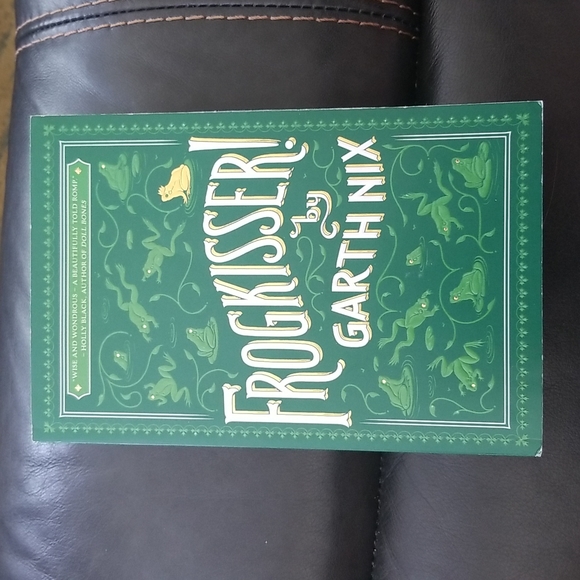 "WISE AND WONDROUS – A BEAUTIFULLY TOLD ROMP"
– HOLLY BLACK, AUTHOR OF DOLL BONES
FROGKISSER!
by
GARTH NIX